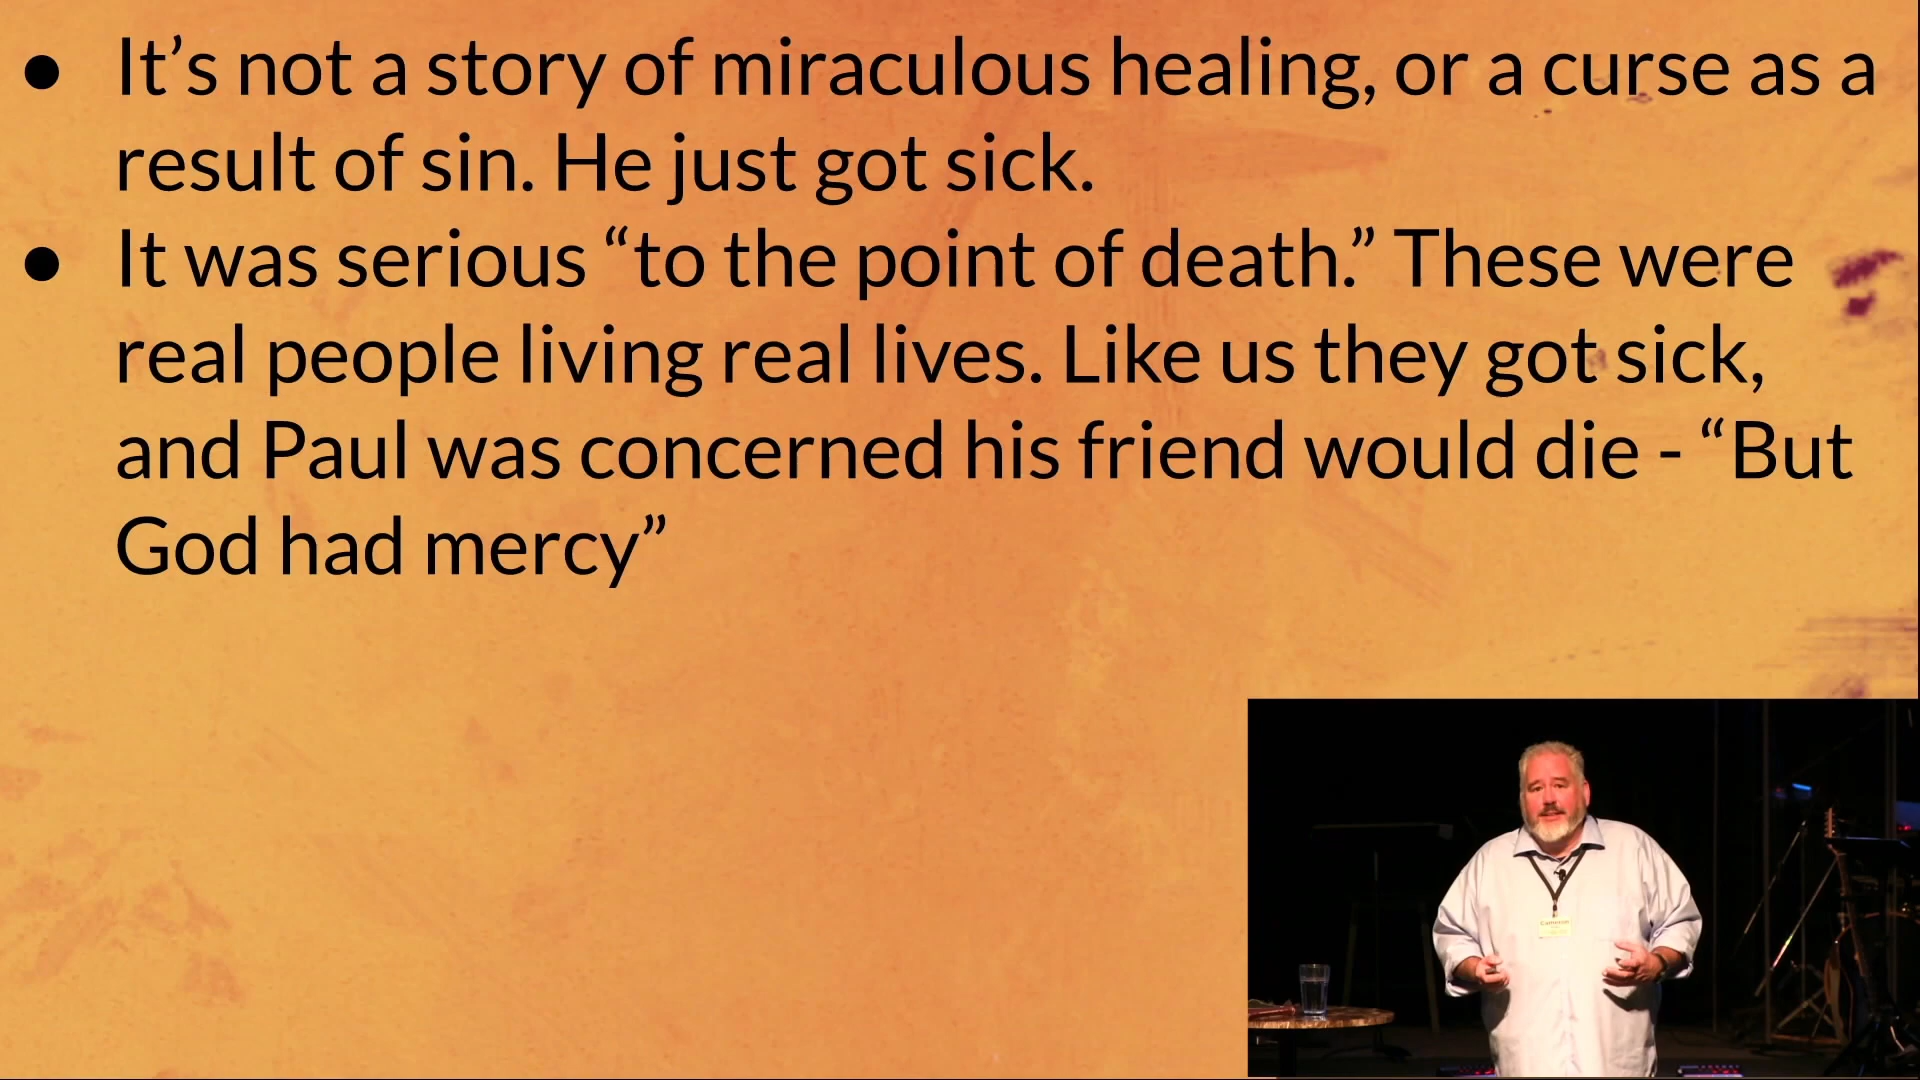 ● It’s not a story of miraculous healing, or a curse as a
result of sin. He just got sick.
● It was serious “to the point of death.” These were
real people living real lives. Like us they got sick,
and Paul was concerned his friend would die - “But
God had mercy”
Cameron